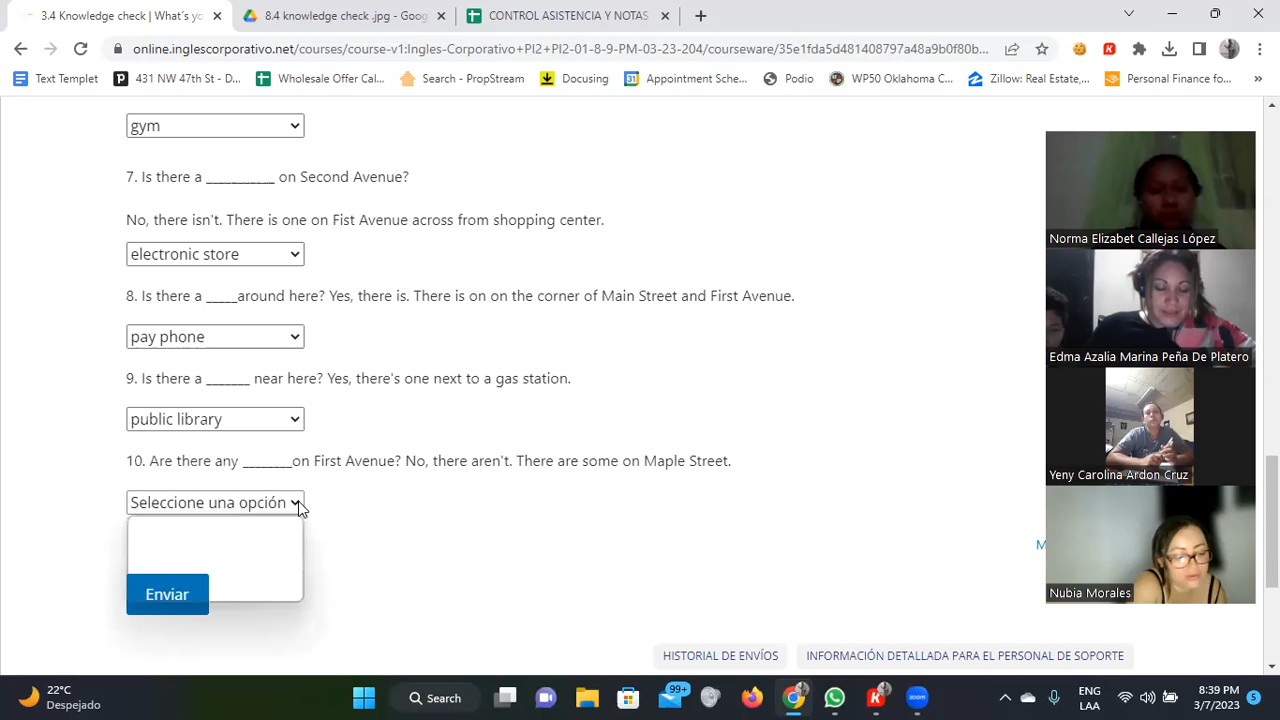 3.4 Knowledge check | What´s yo
8.4 knowledge check .jpg - Goog
CONTROL ASISTENCIA Y NOTAS
online.inglescorporativo.net/courses/course-v1:Ingles-Corporativo+PI2+PI2-01-8-9-PM-03-23-204/courseware/35e1fda5d481408797a48a9b0f80b...
Text Templet
431 NW 47th St - D...
Wholesale Offer Cal...
Search - PropStream
Docusing
Appointment Sche...
Podio
WP50 Oklahoma C...
Zillow: Real Estate,...
Personal Finance fo...
gym
7. Is there a ___________ on Second Avenue?
No, there isn't. There is one on Fist Avenue across from shopping center.
electronic store
8. Is there a _____around here? Yes, there is. There is on on the corner of Main Street and First Avenue.
pay phone
9. Is there a _______ near here? Yes, there's one next to a gas station.
public library
10. Are there any ________on First Avenue? No, there aren't. There are some on Maple Street.
Seleccione una opción
Enviar
M
HISTORIAL DE ENVÍOS
INFORMACIÓN DETALLADA PARA EL PERSONAL DE SOPORTE
Norma Elizabet Callejas López
Edma Azalia Marina Peña De Platero
Yeny Carolina Ardon Cruz
Nubia Morales
22°C
Despejado
Search
99+
ENG
LAA
8:39 PM
3/7/2023
5